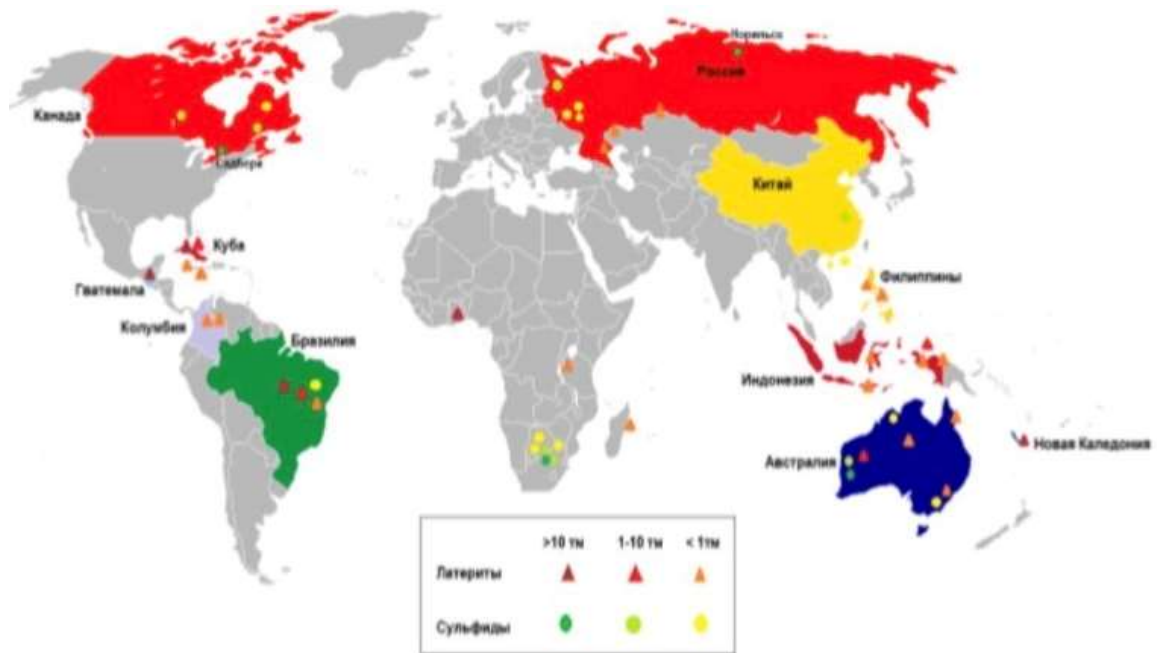 Норильск
Россия
Канада
Садбери
Китай
Куба
Филиппины
Гватемала
Колумбия
Бразилия
Индонезия
Новая Каледония
Австралия
>10 тм 1-10 тм < 1тм
Латериты
Сульфиды